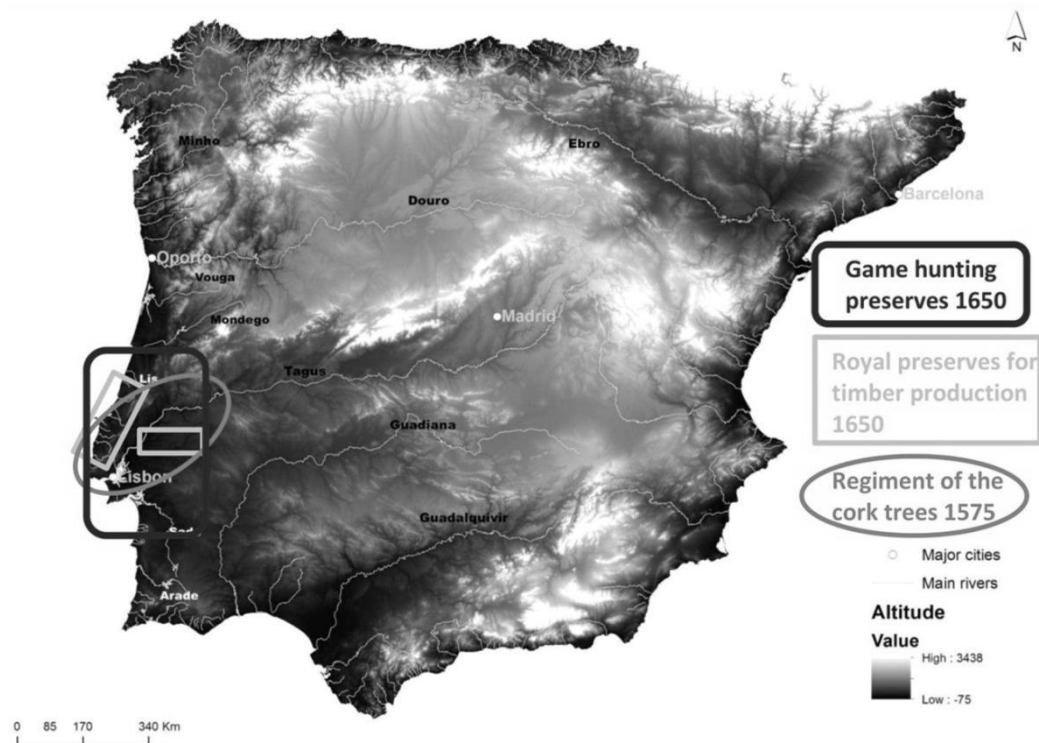 N
Minho
Ebro
Douro
Barcelona
Oporto
Vouga
Game hunting
preserves 1650
Mondego
Madrid
Tagus
Lis
Royal preserves for
timber production
1650
Guadiana
Lisbon
Regiment of the
cork trees 1575
Guadalquivir
Sad
Major cities
Main rivers
Arade
Altitude
Value
High : 3438
Low : -75
0 85 170 340 Km